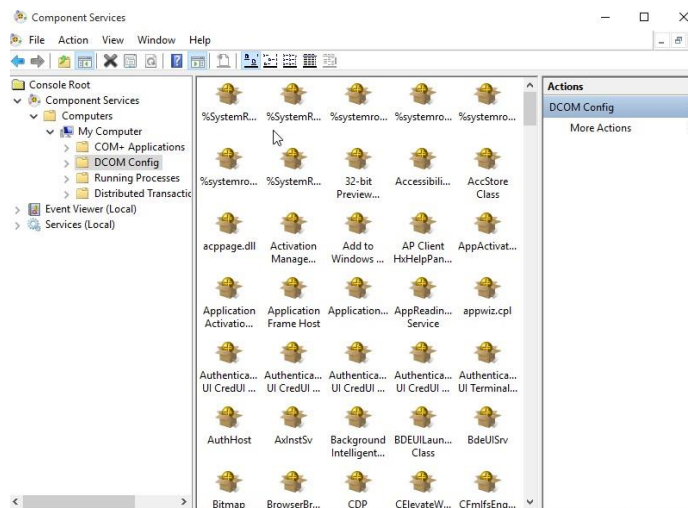 Component Services
File Action View Window Help
Console Root
Component Services
Computers
My Computer
COM+ Applications
DCOM Config
Running Processes
Distributed Transactic
Event Viewer (Local)
Services (Local)
%SystemR... %SystemR... %systemro... %systemro... %systemro...
%systemro... %SystemR... 32-bit Accessibili... AccStore
Preview... Class
acppage.dll Activation Add to AP Client AppActivat...
Manage... Windows ... HxHelpPan...
Application Application Application... AppReadin... appwiz.cpl
Activatio... Frame Host Service
Authentica... Authentica... Authentica... Authentica... Authentica...
UI CredUI ... UI CredUI ... UI CredUI ... UI CredUI ... UI Terminal...
AuthHost AxInstSv Background BDEUILaun... BdeUISrv
Intelligent... Class
Bitmap BrowserBr... CDP CElevateW... CFmIfsEng...
Actions
DCOM Config
More Actions